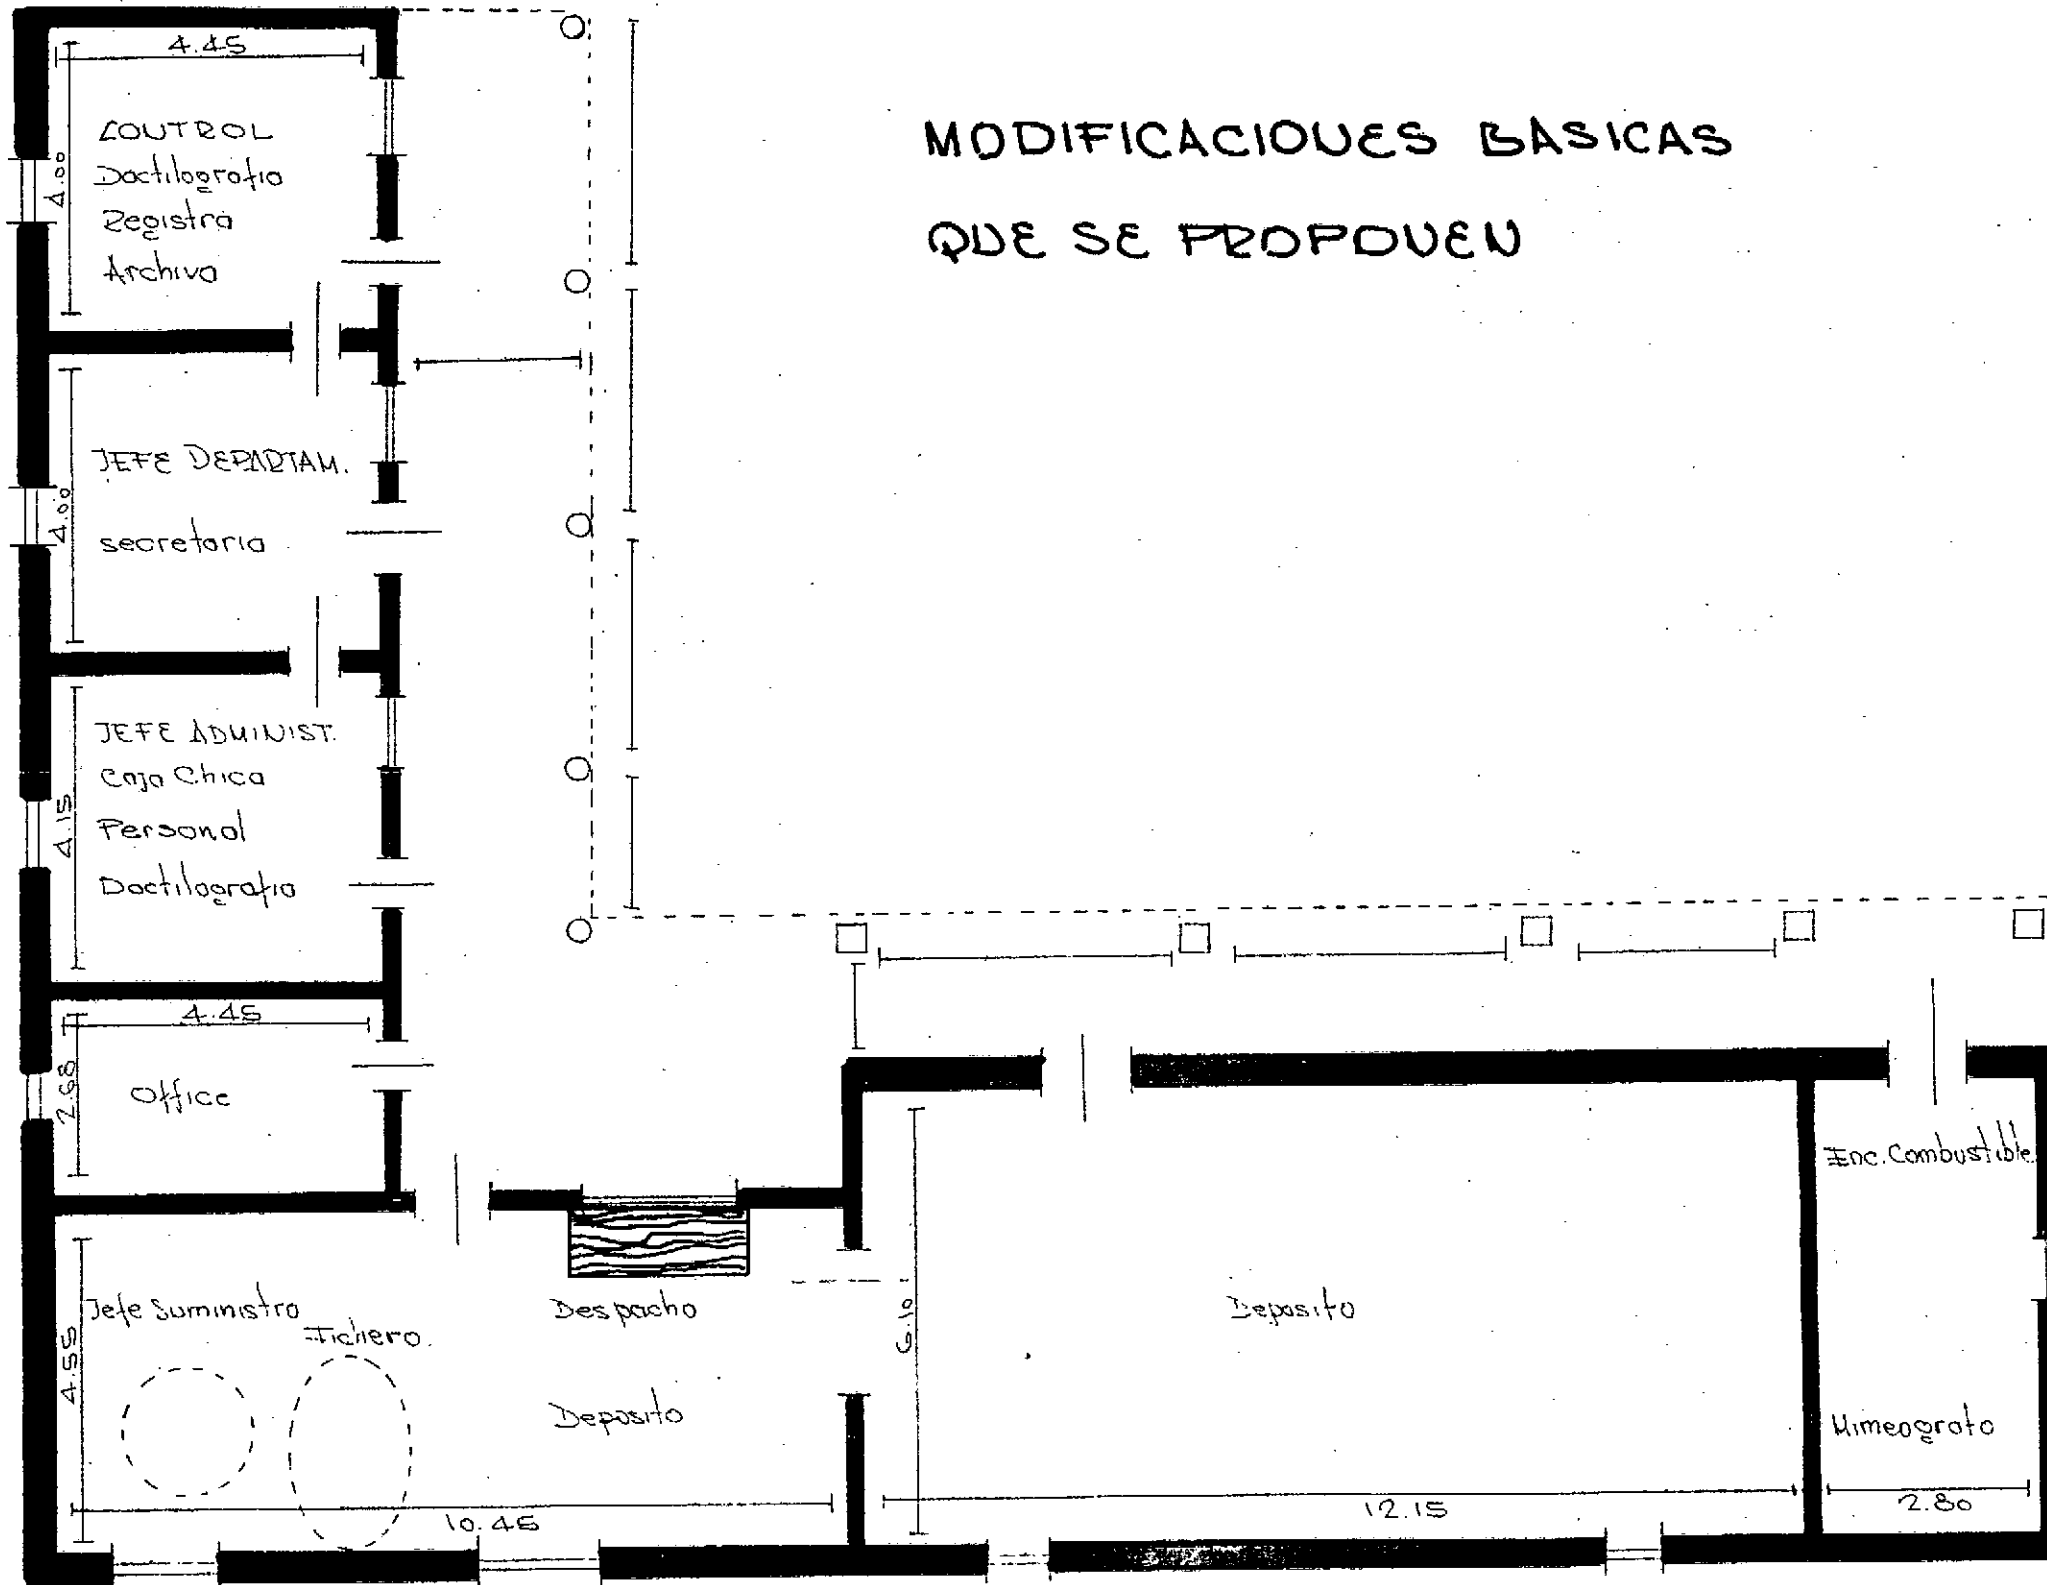 MODIFICACIONES BASICAS
QUE SE PROPONEN
4.45
4.00
CONTROL
Dactilografia
Registro
Archivo
4.00
JEFE DEPARTAM.
secretaria
4.15
JEFE ADMINIST.
Caja Chica
Personal
Dactilografia
4.45
2.68
Office
Jefe Suministro
Fichero.
Despacho
Deposito
4.55
10.45
6.10
Deposito
12.15
Enc. Combustible
Mimeografo
2.80